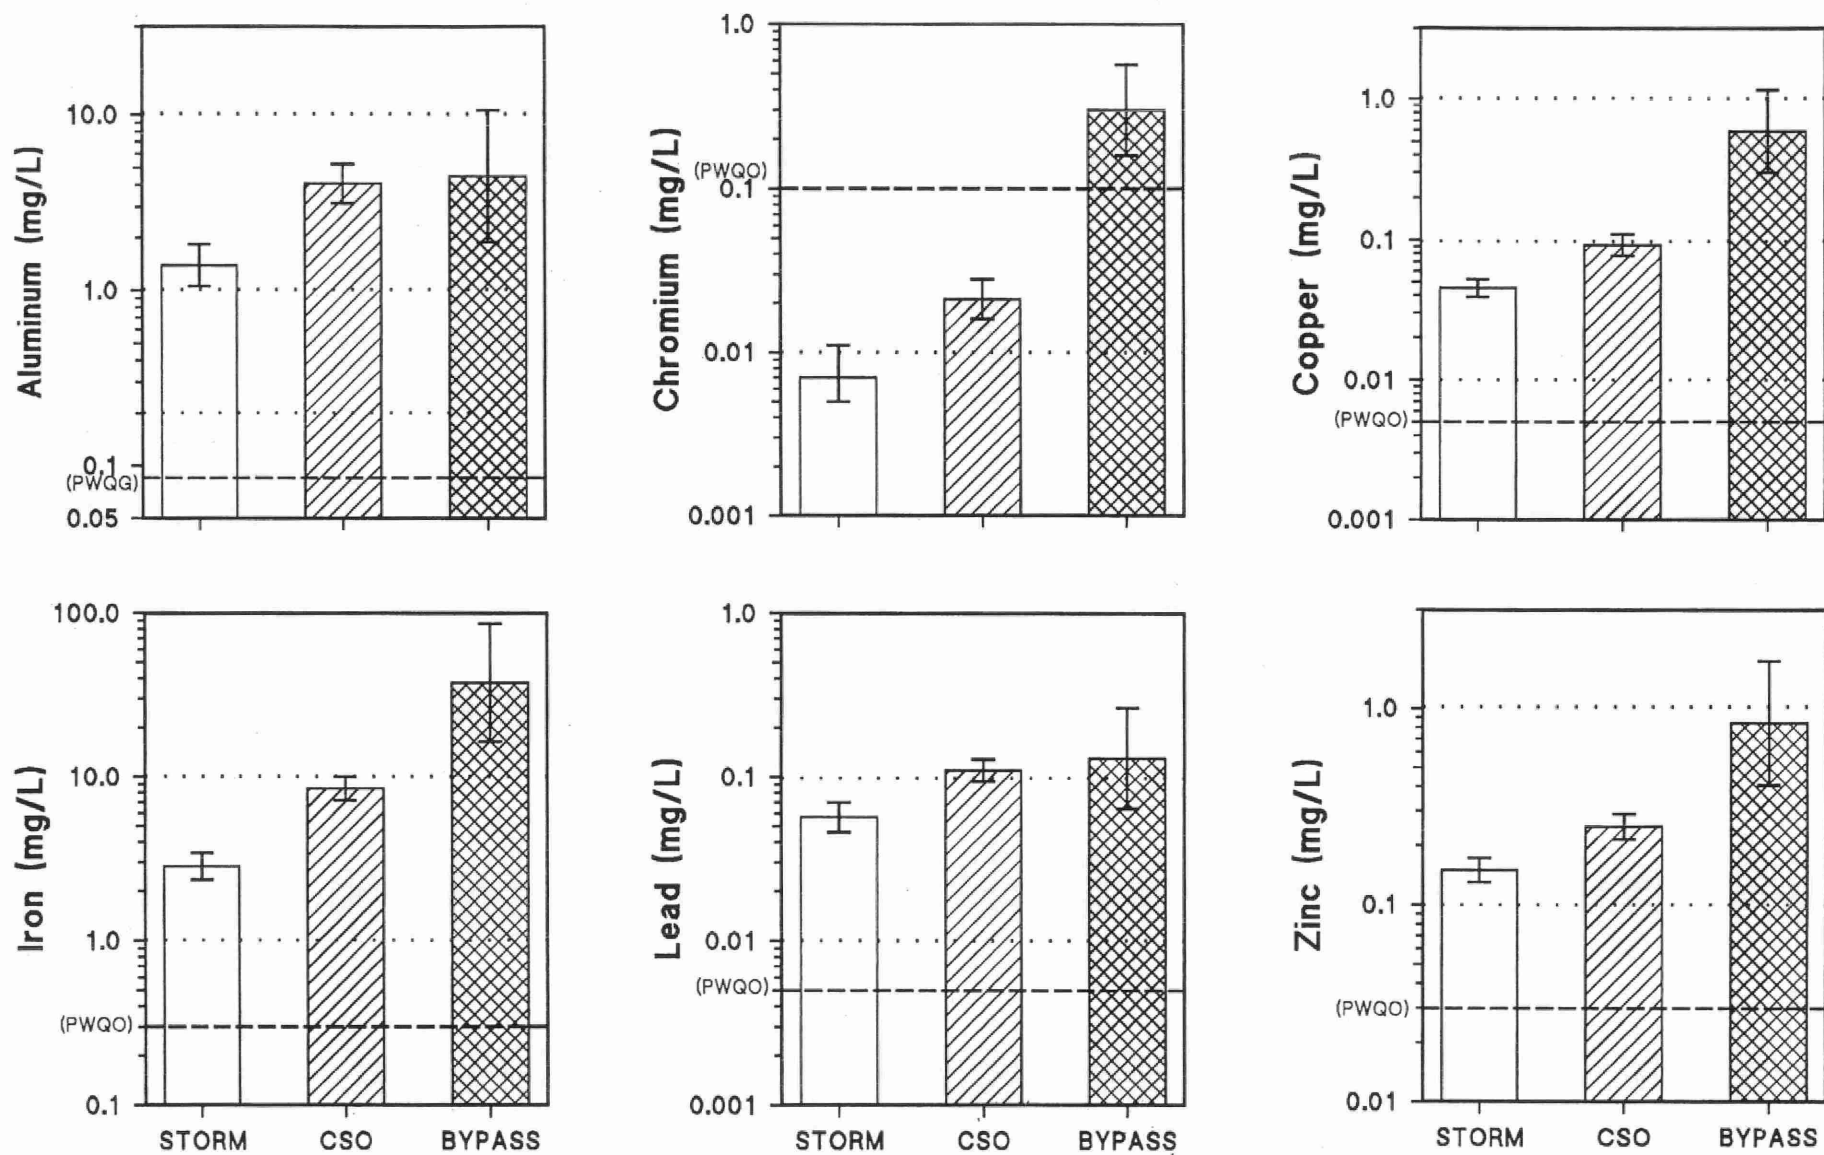 Aluminum (mg/L)
10.0
1.0
0.1
(PWQG)
0.05
Chromium (mg/L)
1.0
(PWQO)
0.1
0.01
0.001
Copper (mg/L)
1.0
0.1
0.01
(PWQO)
0.001
Iron (mg/L)
100.0
10.0
1.0
(PWQO)
0.1
STORM CSO BYPASS
Lead (mg/L)
1.0
0.1
0.01
(PWQO)
0.001
STORM CSO BYPASS
Zinc (mg/L)
1.0
0.1
(PWQO)
0.01
STORM CSO BYPASS